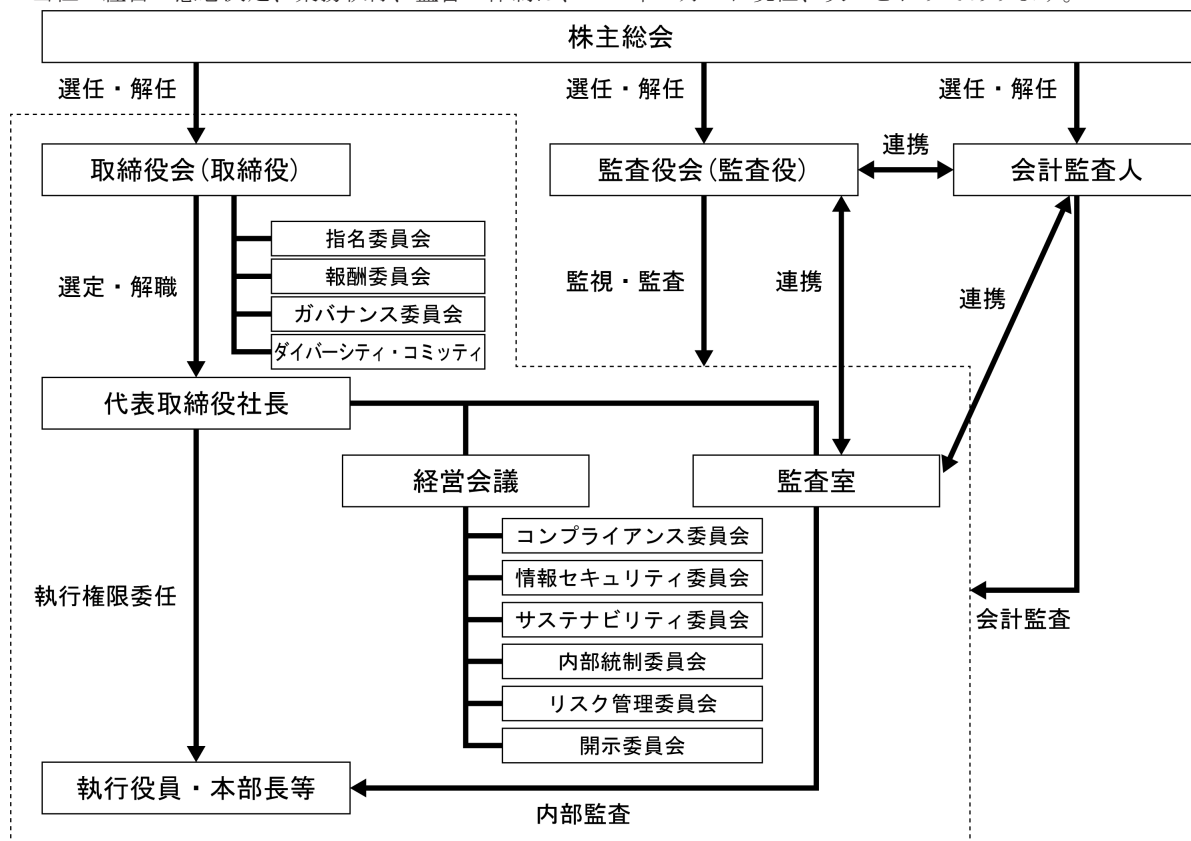 株主総会
選任・解任
選任・解任
選任・解任
取締役会(取締役)
監査役会(監査役)
連携
会計監査人
指名委員会
報酬委員会
ガバナンス委員会
ダイバーシティ・コミッティ
選定・解職
監視・監査
連携
連携
代表取締役社長
経営会議
監査室
コンプライアンス委員会
情報セキュリティ委員会
サステナビリティ委員会
内部統制委員会
リスク管理委員会
開示委員会
執行権限委任
会計監査
執行役員・本部長等
内部監査